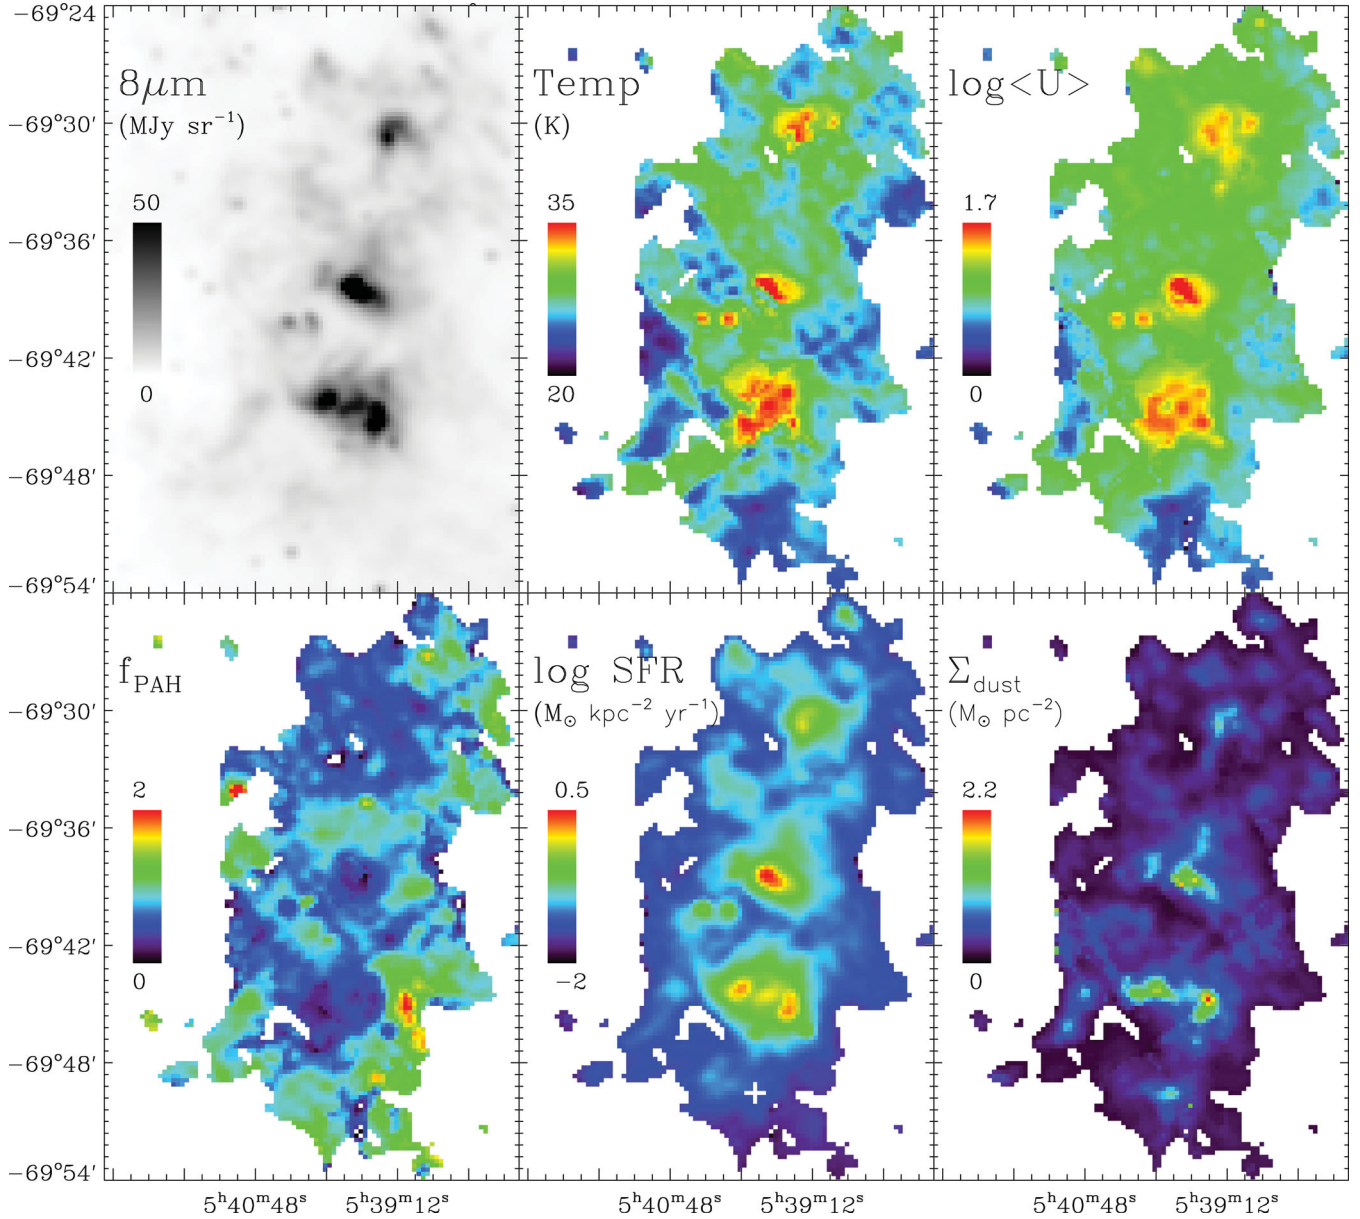 −69°24
8μm
(MJy sr⁻¹)
50
0
Temp
(K)
35
20
log<U>
1.7
0
−69°30′
−69°36′
−69°42′
−69°48′
−69°54′
f_PAH
2
0
log SFR
(M⊙ kpc⁻² yr⁻¹)
0.5
−2
Σ_dust
(M⊙ pc⁻²)
2.2
0
−69°30′
−69°36′
−69°42′
−69°48′
−69°54′
5ʰ40ᵐ48ˢ 5ʰ39ᵐ12ˢ
5ʰ40ᵐ48ˢ 5ʰ39ᵐ12ˢ
5ʰ40ᵐ48ˢ 5ʰ39ᵐ12ˢ